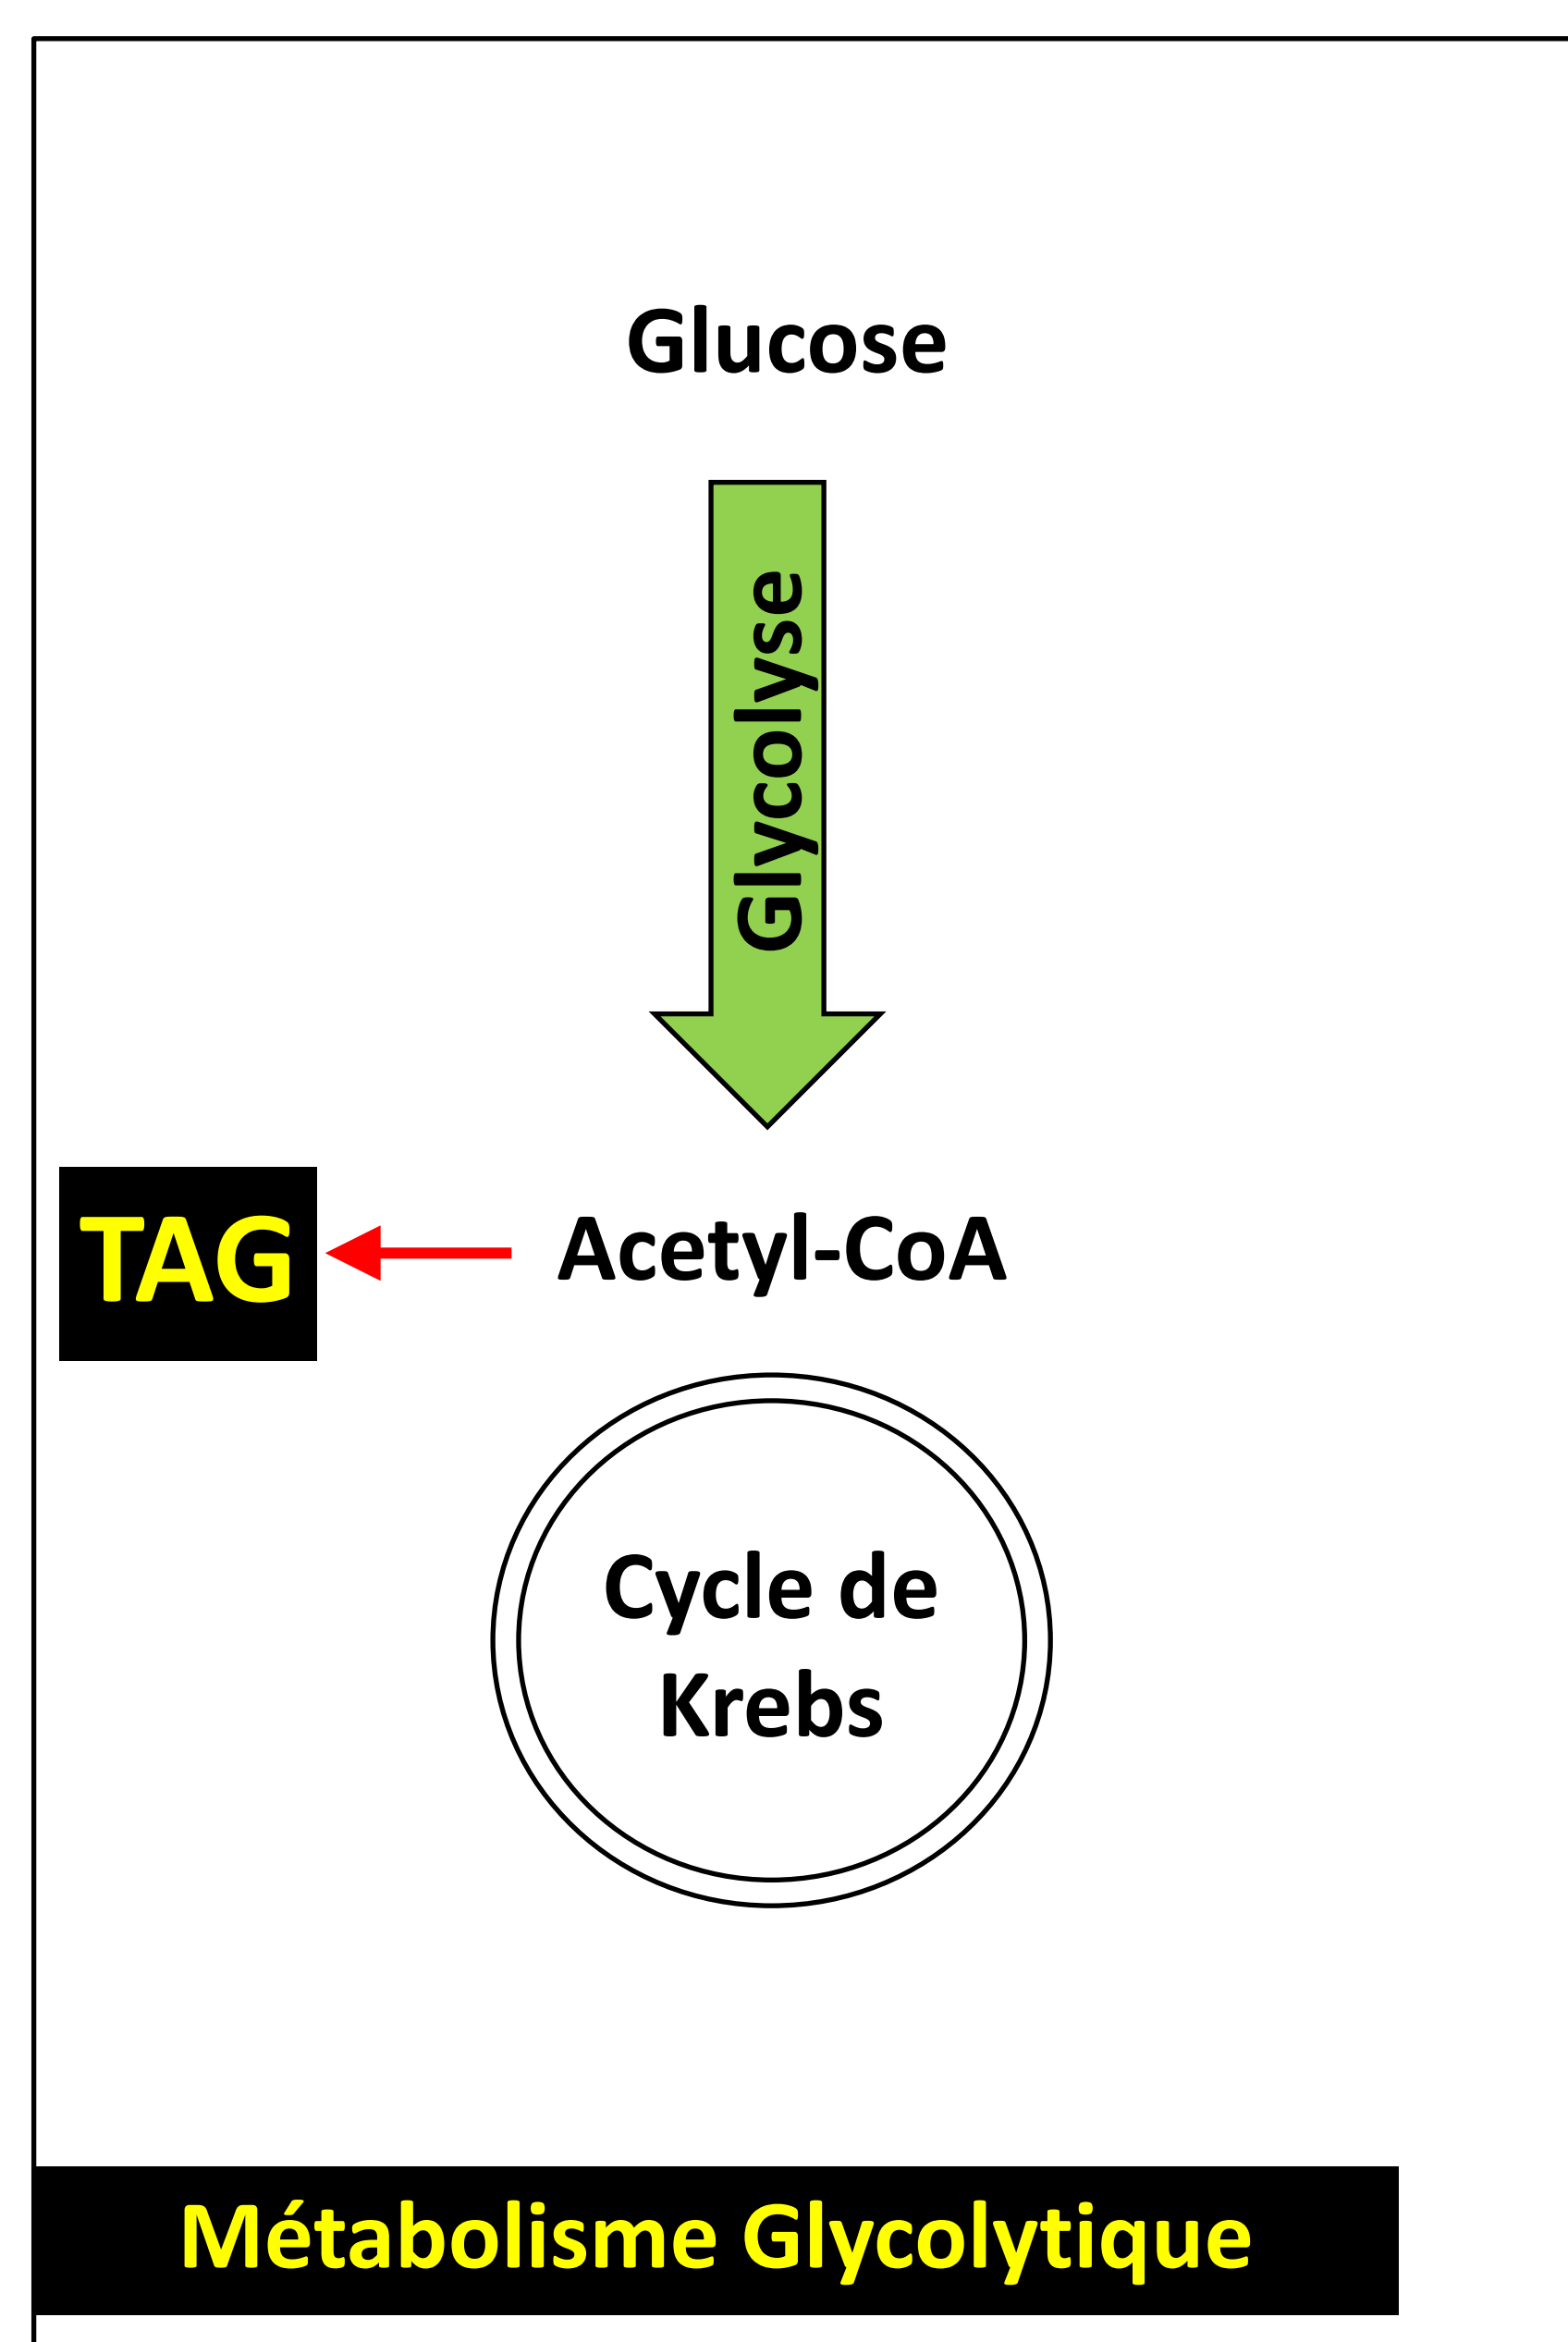 Glucose
Glycolyse
TAG
Acetyl-CoA
Cycle de
Krebs
Métabolisme Glycolytique